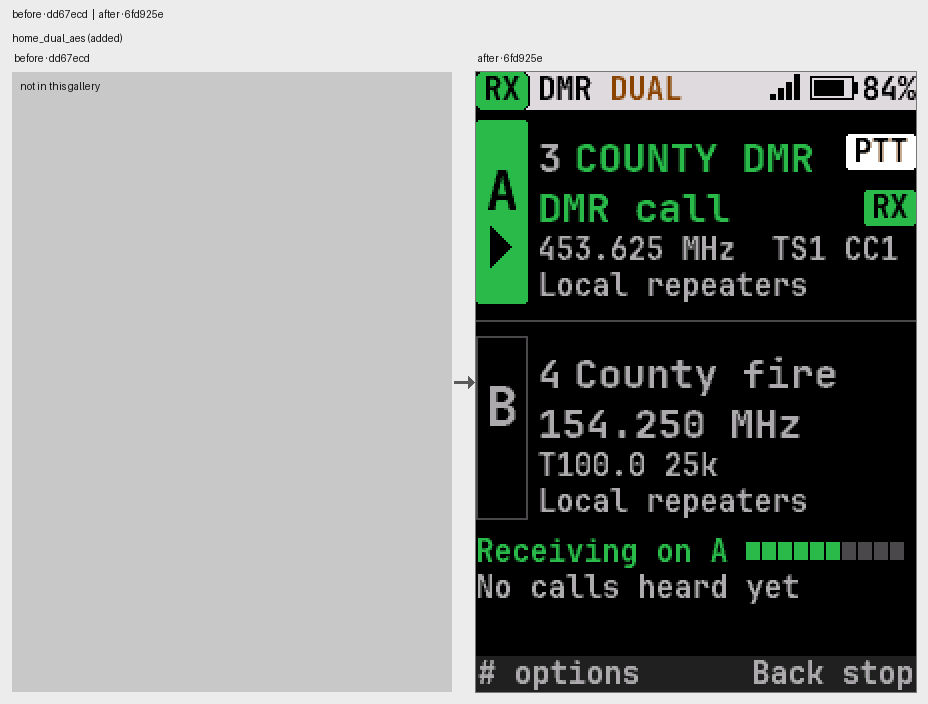 before · dd67ecd | after · 6fd925e
home_dual_aes (added)
before · dd67ecd
after · 6fd925e
not in this gallery
RX DMR DUAL 84%
A
3 COUNTY DMR PTT
DMR call RX
453.625 MHz TS1 CC1
Local repeaters
B
4 County fire
154.250 MHz
T100.0 25k
Local repeaters
Receiving on A
No calls heard yet
# options Back stop